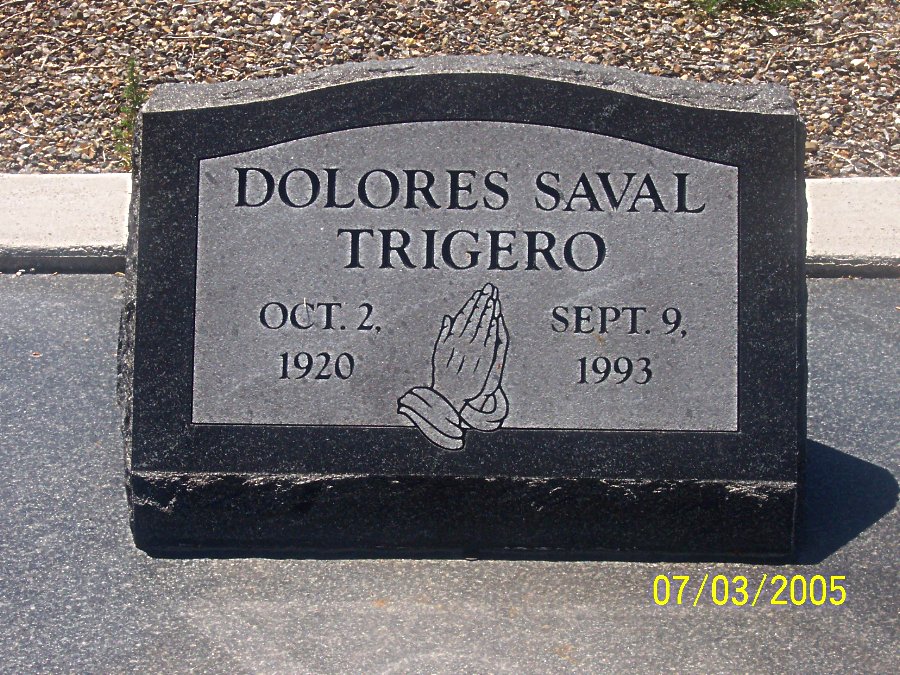 DOLORES SAVAL
TRIGERO
OCT. 2,
1920
SEPT. 9,
1993
07/03/2005